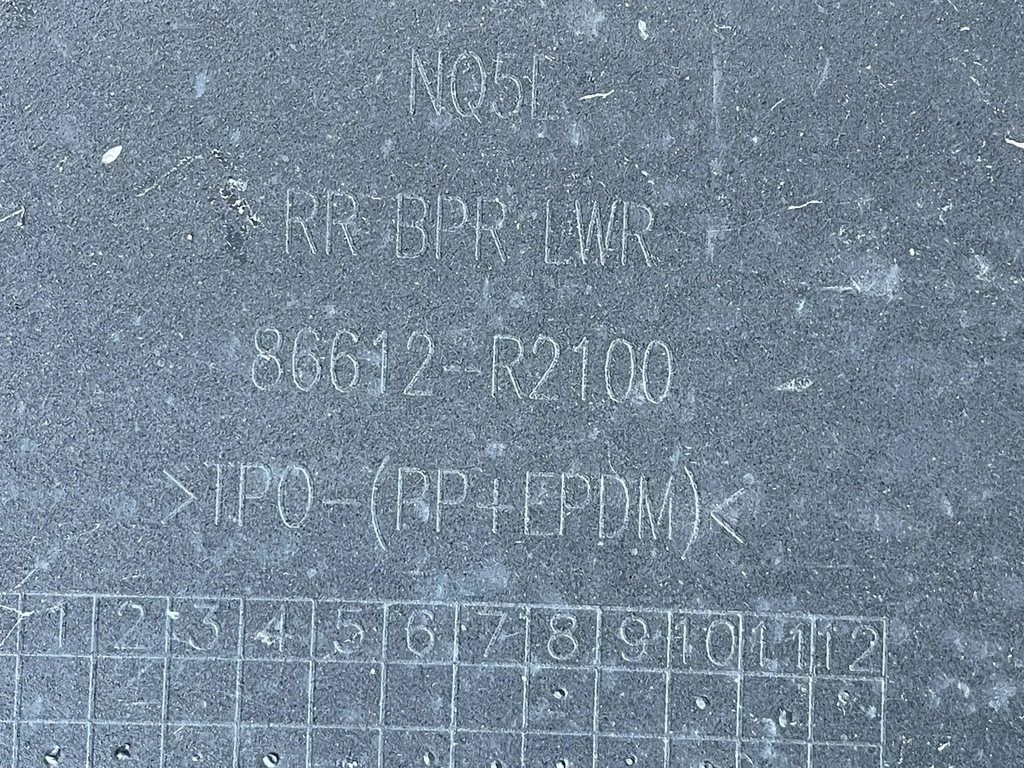 NQ5E
RR BPR LWR
86612-R2100
>TPO-(PP+EPDM)<
1 2 3 4 5 6 7 8 9 10 11 12